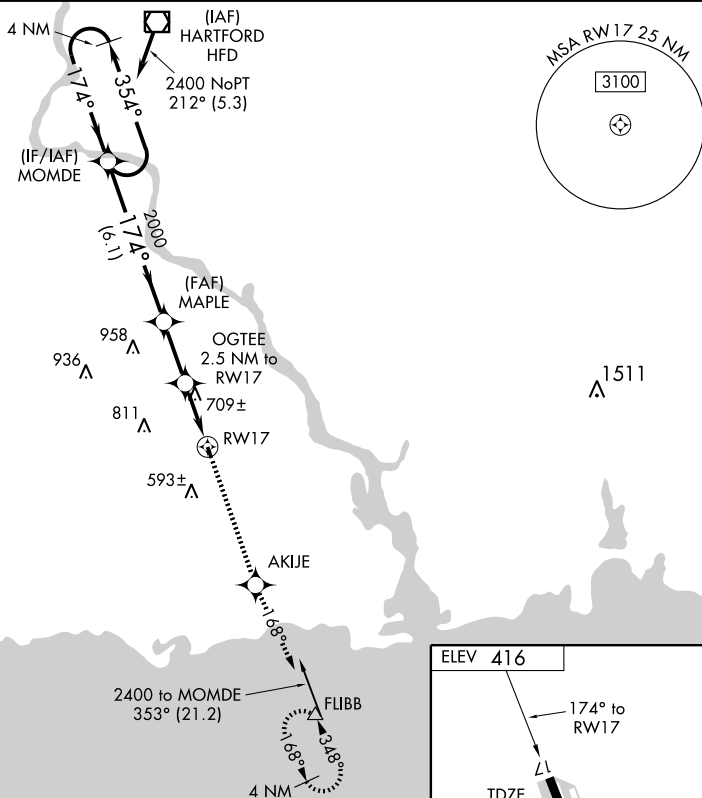 4 NM
(IAF)
HARTFORD
HFD
2400 NoPT
212° (5.3)
174°
354°
(IF/IAF)
MOMDE
MSA RW17 25 NM
3100
2000
174°
(6.1)
(FAF)
MAPLE
958
936
OGTEE
2.5 NM to
RW17
709±
811
1511
RW17
593±
AKIJE
168°
2400 to MOMDE
353° (21.2)
FLIBB
168°
348°
4 NM
ELEV 416
174° to
RW17
17
TDZE